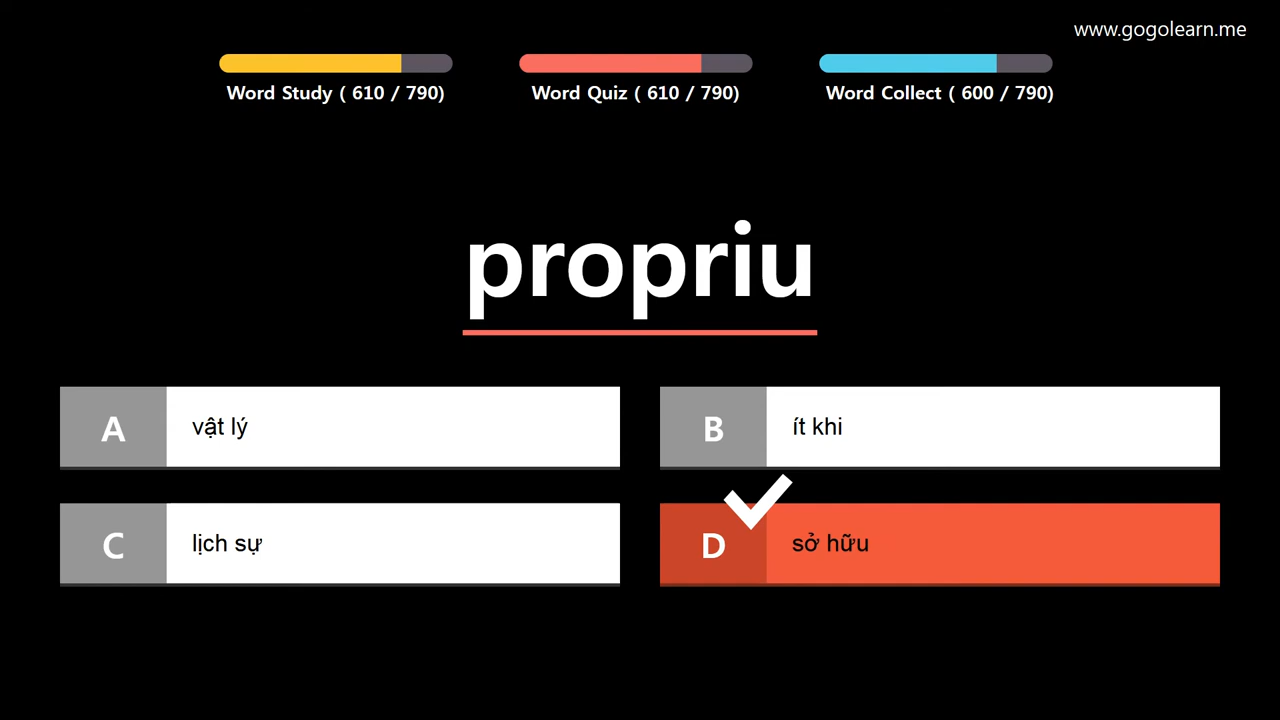 www.gogolearn.me
Word Study ( 610 / 790)
Word Quiz ( 610 / 790)
Word Collect ( 600 / 790)
propriu
A vật lý
B ít khi
C lịch sự
D sở hữu